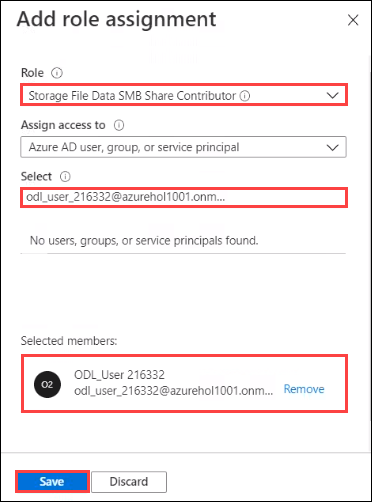 Add role assignment
Role
Storage File Data SMB Share Contributor
Assign access to
Azure AD user, group, or service principal
Select
odl_user_216332@azurehol1001.onm...
No users, groups, or service principals found.
Selected members:
O2
ODL_User 216332
odl_user_216332@azurehol1001.onm... Remove
Save Discard